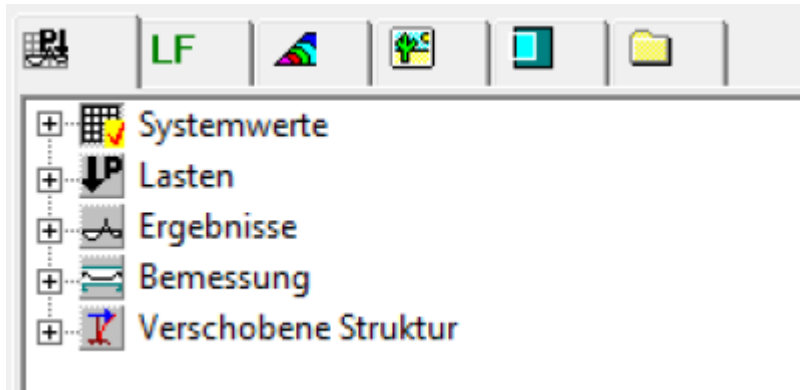 LF
Systemwerte
P Lasten
Ergebnisse
Bemessung
Verschobene Struktur